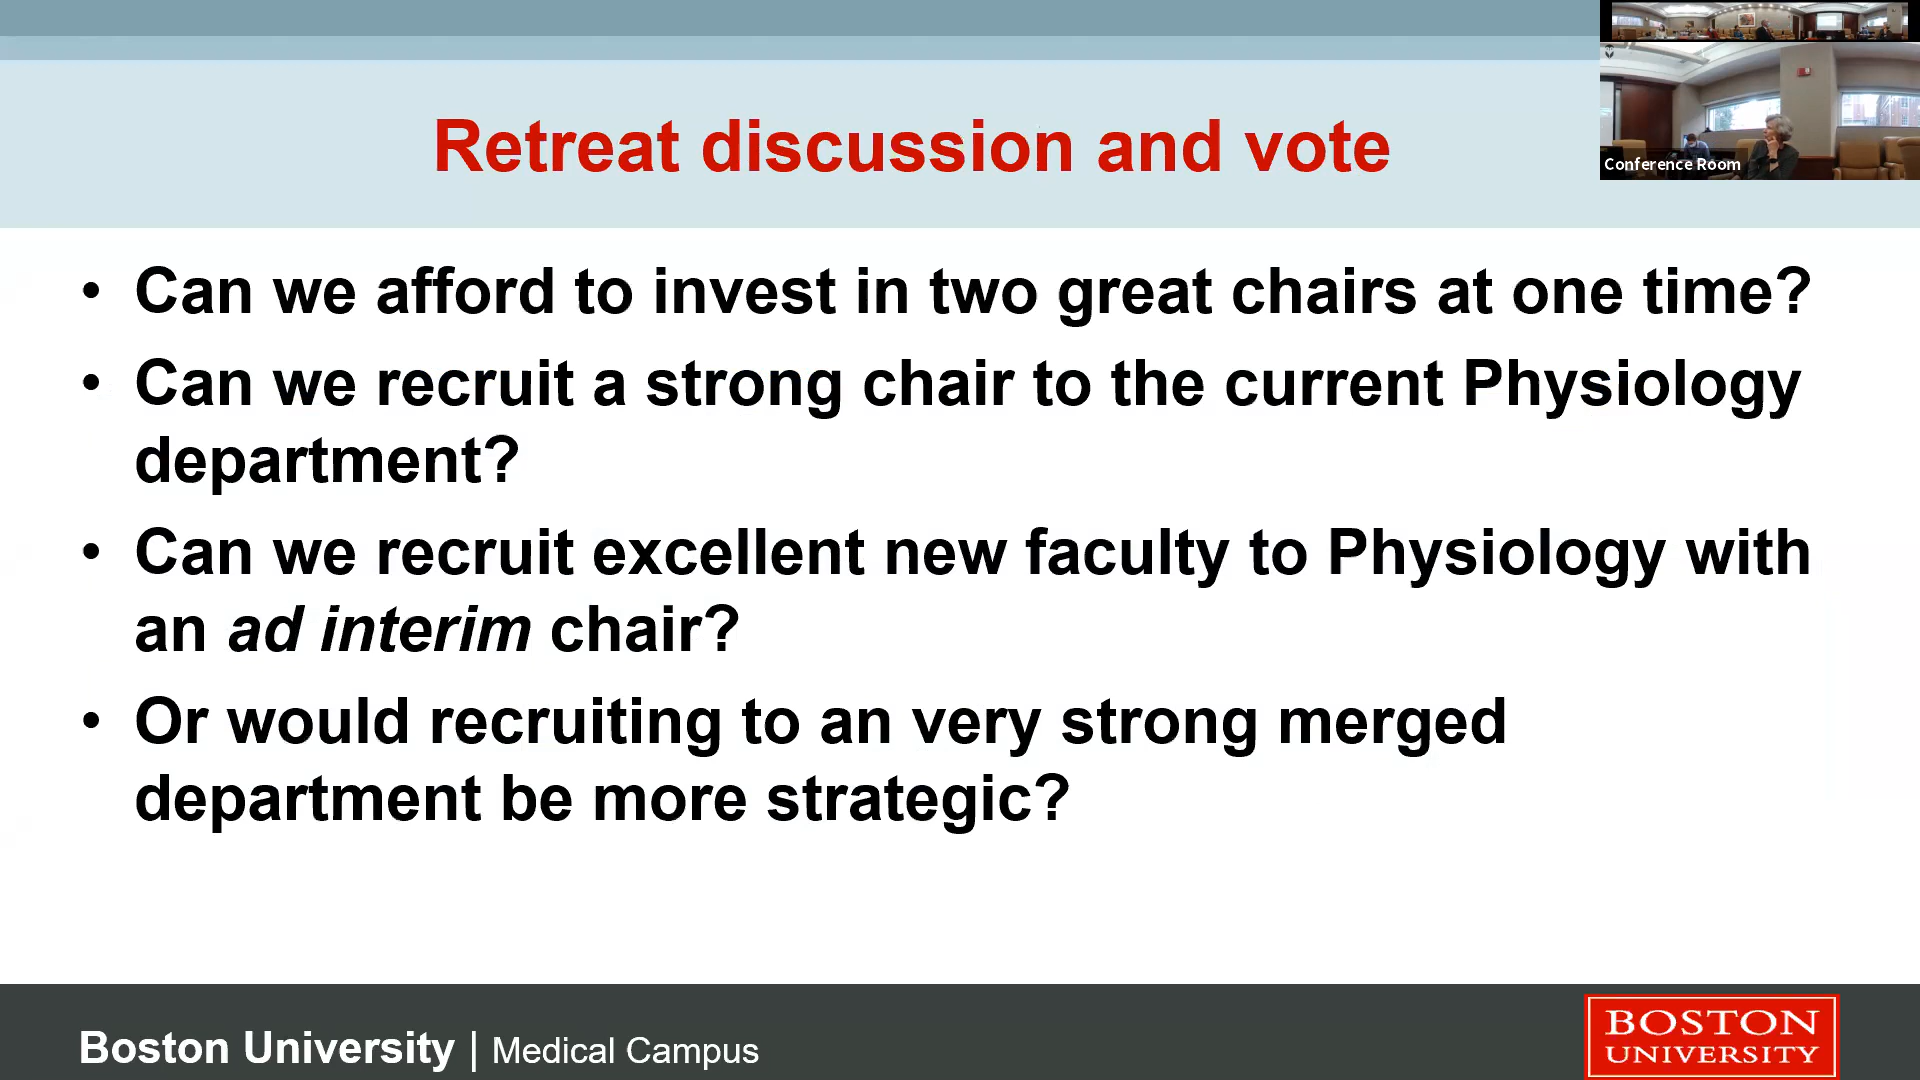 Retreat discussion and vote
Conference Room
• Can we afford to invest in two great chairs at one time?
• Can we recruit a strong chair to the current Physiology
department?
• Can we recruit excellent new faculty to Physiology with
an ad interim chair?
• Or would recruiting to an very strong merged
department be more strategic?
Boston University | Medical Campus
BOSTON
UNIVERSITY